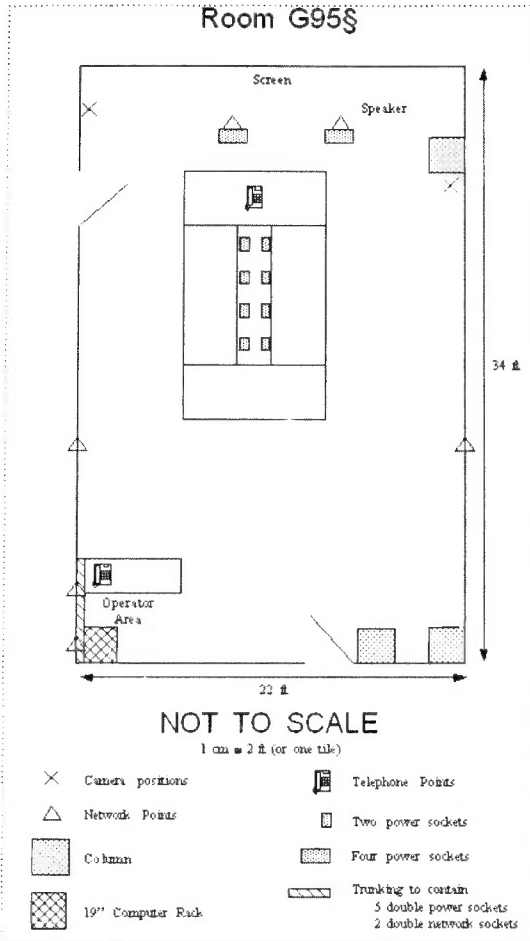 Room G95§
Screen
Speaker
34 ft
Operator
Area
22 ft
NOT TO SCALE
1 cm = 2 ft (or one tile)
Camera positions
Network Points
Column
19" Computer Rack
Telephone Points
Two power sockets
Four power sockets
Trunking to contain
5 double power sockets
2 double network sockets